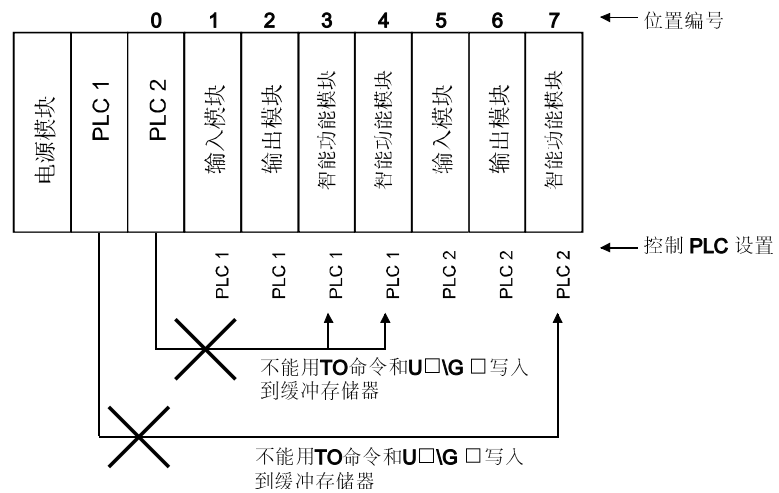 0 1 2 3 4 5 6 7 位置编号
电源模块
PLC 1
PLC 2
输入模块
输出模块
智能功能模块
智能功能模块
输入模块
输出模块
智能功能模块
PLC 1
PLC 1
PLC 1
PLC 1
PLC 2
PLC 2
PLC 2
控制 PLC 设置
不能用TO命令和U□\G □写入
到缓冲存储器
不能用TO命令和U□\G □写入
到缓冲存储器